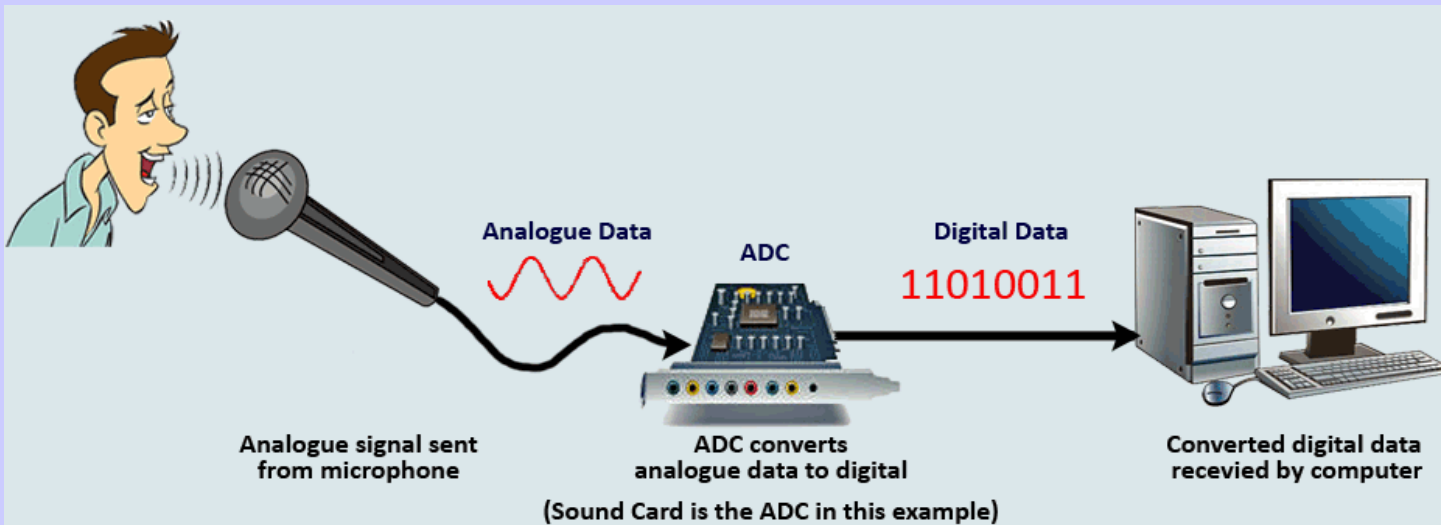 Analogue Data
ADC
Digital Data
11010011
Analogue signal sent
from microphone
ADC converts
analogue data to digital
(Sound Card is the ADC in this example)
Converted digital data
recevied by computer